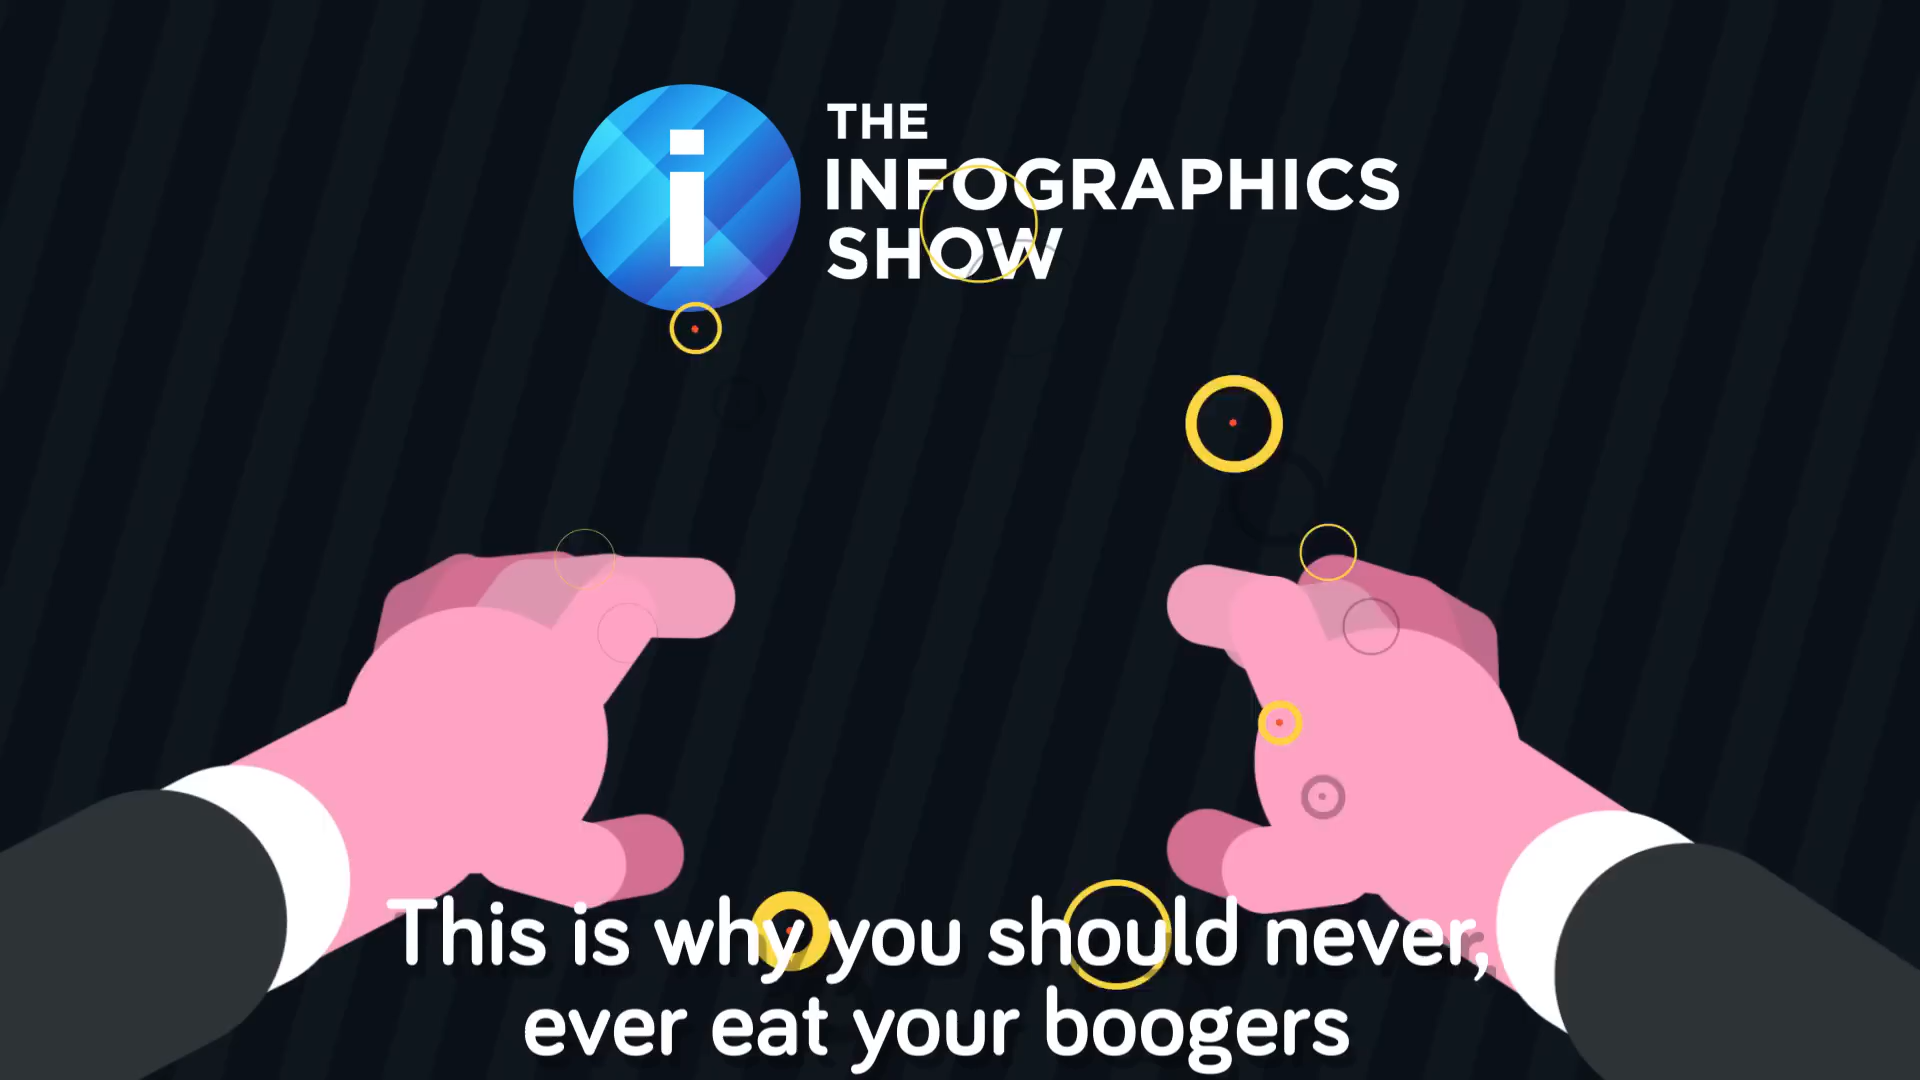 i
THE
INFOGRAPHICS
SHOW
This is why you should never,
ever eat your boogers